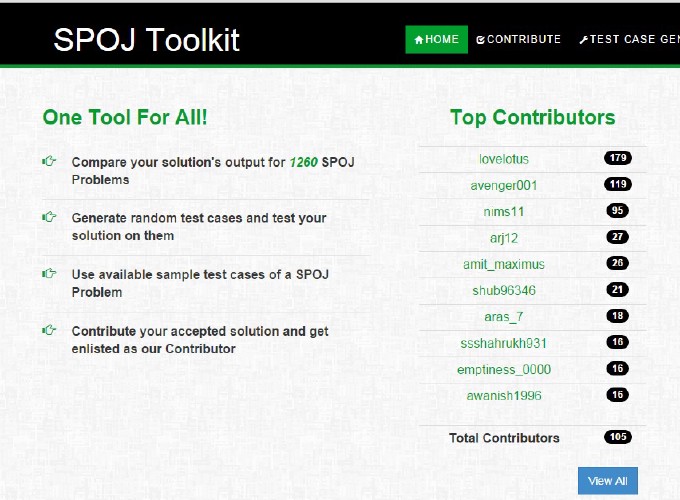 SPOJ Toolkit
HOME
CONTRIBUTE
TEST CASE GEN
One Tool For All!
Compare your solution's output for 1260 SPOJ
Problems
Generate random test cases and test your
solution on them
Use available sample test cases of a SPOJ
Problem
Contribute your accepted solution and get
enlisted as our Contributor
Top Contributors
lovelotus 179
avenger001 119
nims11 95
arj12 27
amit_maximus 26
shub96346 21
aras_7 18
ssshahrukh931 16
emptiness_0000 16
awanish1996 16
Total Contributors 105
View All